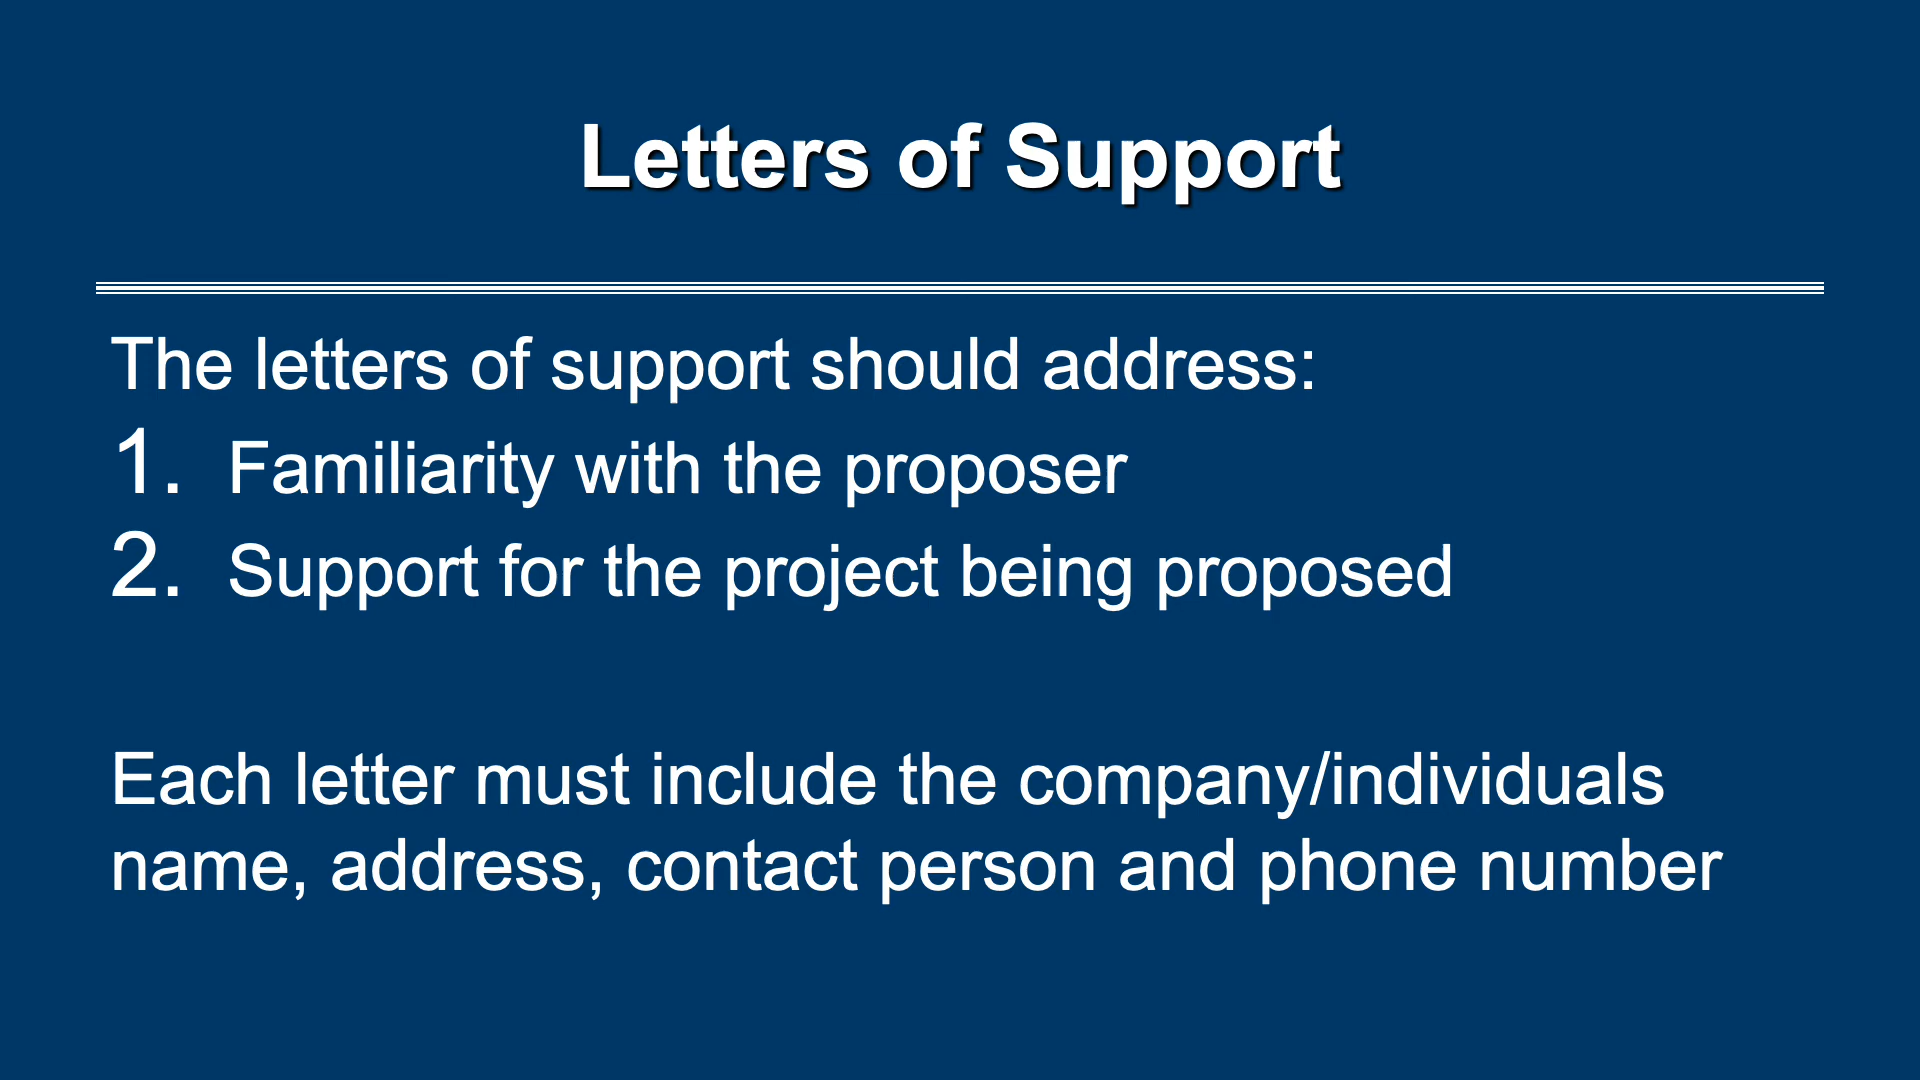 Letters of Support
The letters of support should address:
1. Familiarity with the proposer
2. Support for the project being proposed
Each letter must include the company/individuals
name, address, contact person and phone number